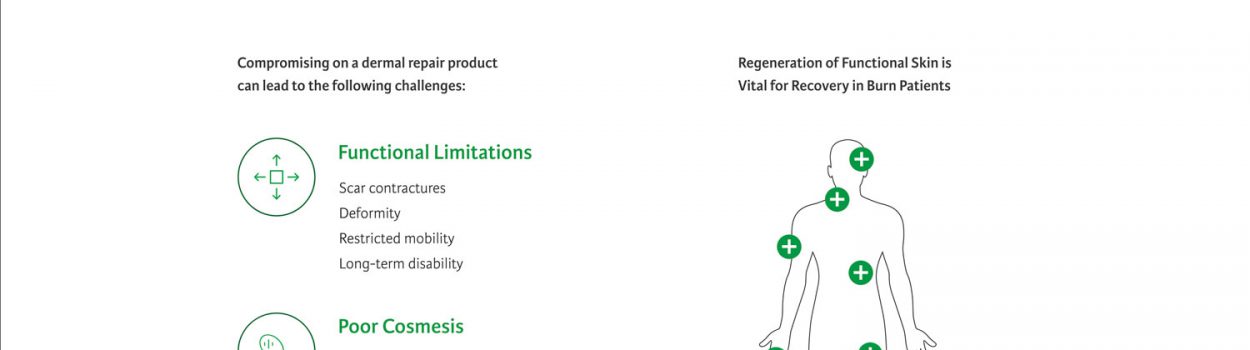 Compromising on a dermal repair product
can lead to the following challenges:
Functional Limitations
Scar contractures
Deformity
Restricted mobility
Long-term disability
Poor Cosmesis
Regeneration of Functional Skin is
Vital for Recovery in Burn Patients